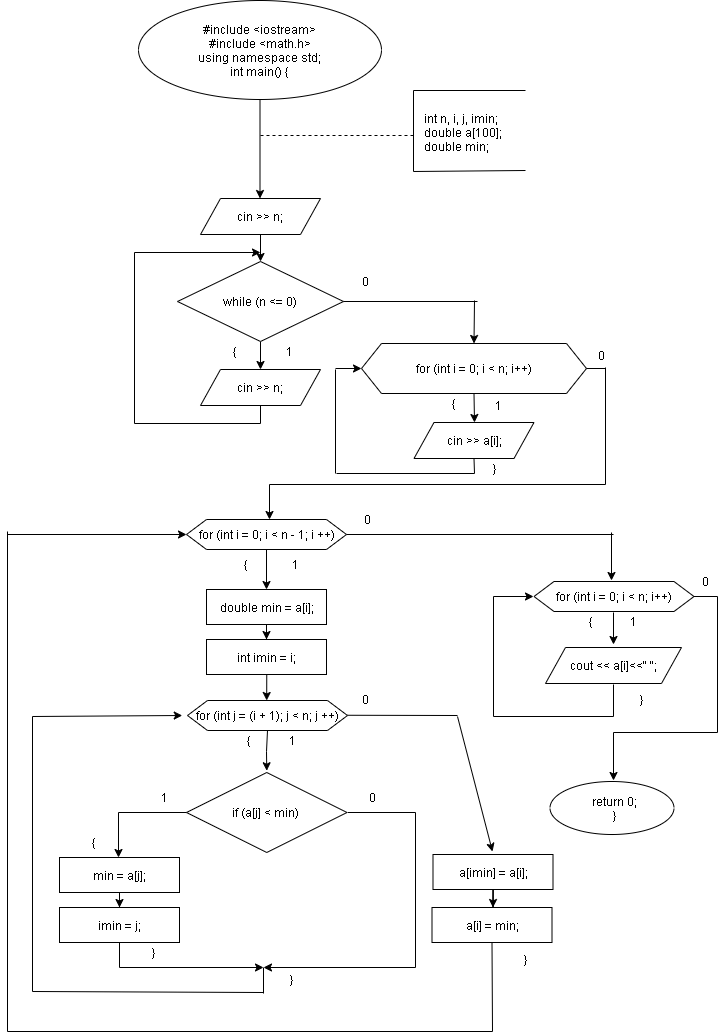 #include <iostream>
#include <math.h>
using namespace std;
int main() {
int n, i, j, imin;
double a[100];
double min;
cin >> n;
while (n <= 0)
0
{
1
cin >> n;
for (int i = 0; i < n; i++)
0
{
1
cin >> a[i];
}
for (int i = 0; i < n - 1; i ++)
0
{
1
double min = a[i];
int imin = i;
for (int j = (i + 1); j < n; j ++)
0
{
1
if (a[j] < min)
1
0
{
min = a[j];
imin = j;
}
}
a[imin] = a[i];
a[i] = min;
}
for (int i = 0; i < n; i++)
0
{
1
cout << a[i]<<" ";
}
return 0;
}